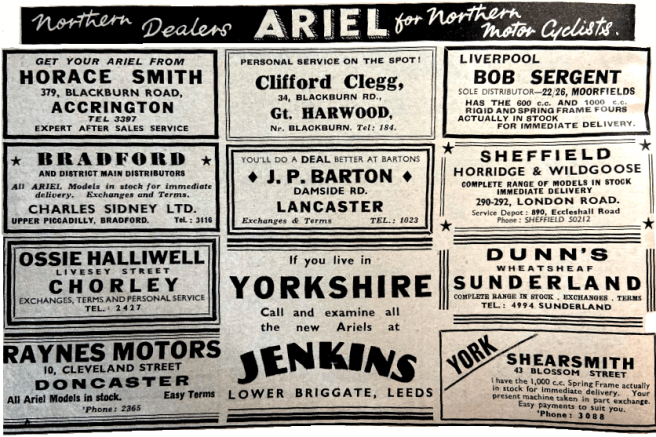 Northern Dealers ARIEL for Northern Motor Cyclists.
GET YOUR ARIEL FROM
HORACE SMITH
379, BLACKBURN ROAD,
ACCRINGTON
TEL 3397
EXPERT AFTER SALES SERVICE
PERSONAL SERVICE ON THE SPOT!
Clifford Clegg,
34, BLACKBURN RD.,
Gt. HARWOOD,
Nr. BLACKBURN. Tel: 184.
LIVERPOOL
BOB SERGENT
SOLE DISTRIBUTOR—22/26, MOORFIELDS
HAS THE 600 c.c. AND 1000 c.c.
RIGID AND SPRING FRAME FOURS
ACTUALLY IN STOCK
FOR IMMEDIATE DELIVERY.
BRADFORD
AND DISTRICT MAIN DISTRIBUTORS
All ARIEL Models in stock for immediate
delivery. Exchanges and Terms.
CHARLES SIDNEY LTD.
UPPER PICCADILLY, BRADFORD. Tel.: 3116
YOU'LL DO A DEAL BETTER AT BARTONS
J. P. BARTON
DAMSIDE RD.
LANCASTER
Exchanges & Terms TEL.: 1023
SHEFFIELD
HORRIDGE & WILDGOOSE
COMPLETE RANGE OF MODELS IN STOCK
IMMEDIATE DELIVERY
290-292, LONDON ROAD.
Service Depot: 890, Eccleshall Road
Phone: SHEFFIELD 50212
OSSIE HALLIWELL
LIVESEY STREET
CHORLEY
EXCHANGES, TERMS AND PERSONAL SERVICE
TEL.: 2427
If you live in
YORKSHIRE
Call and examine all
the new Ariels at
JENKINS
LOWER BRIGGATE, LEEDS
DUNN'S
WHEATSHEAF
SUNDERLAND
COMPLETE RANGE IN STOCK, EXCHANGES, TERMS
TEL.: 4994 SUNDERLAND
RAYNES MOTORS
10, CLEVELAND STREET
DONCASTER
All Ariel Models in stock. Easy Terms
'Phone: 2365
YORK
SHEARSMITH
43 BLOSSOM STREET
I have the 1,000 c.c. Spring Frame actually
in stock for immediate delivery. Your
present machine taken in part exchange.
Easy payments to suit you.
'Phone: 3088